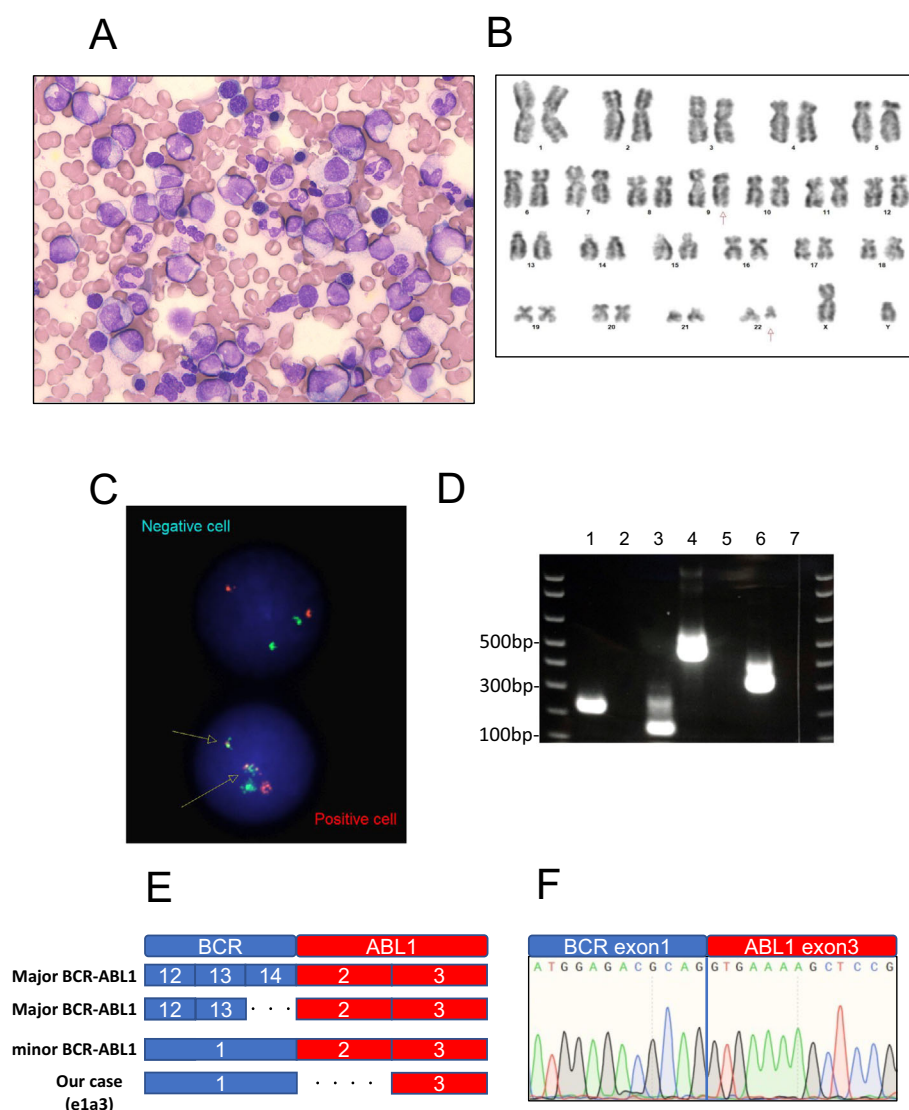 A
B
1 2 3 4 5
6 7 8 9 10 11 12
13 14 15 16 17 18
19 20 21 22 X Y
C
Negative cell
Positive cell
D
1 2 3 4 5 6 7
500bp-
300bp-
100bp-
E
BCR ABL1
Major BCR-ABL1 12 13 14 2 3
Major BCR-ABL1 12 13 · · · 2 3
minor BCR-ABL1 1 2 3
Our case 1 · · · · 3
(e1a3)
F
BCR exon1 ABL1 exon3
A T G G A G A C G C A G G T G A A A A G C T C C G